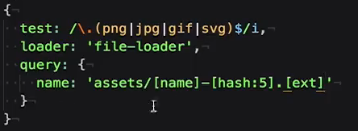 {
test: /\.(png|jpg|gif|svg)$/i,
loader: 'file-loader',
query: {
name: 'assets/[name]-[hash:5].[ext]'
}
}